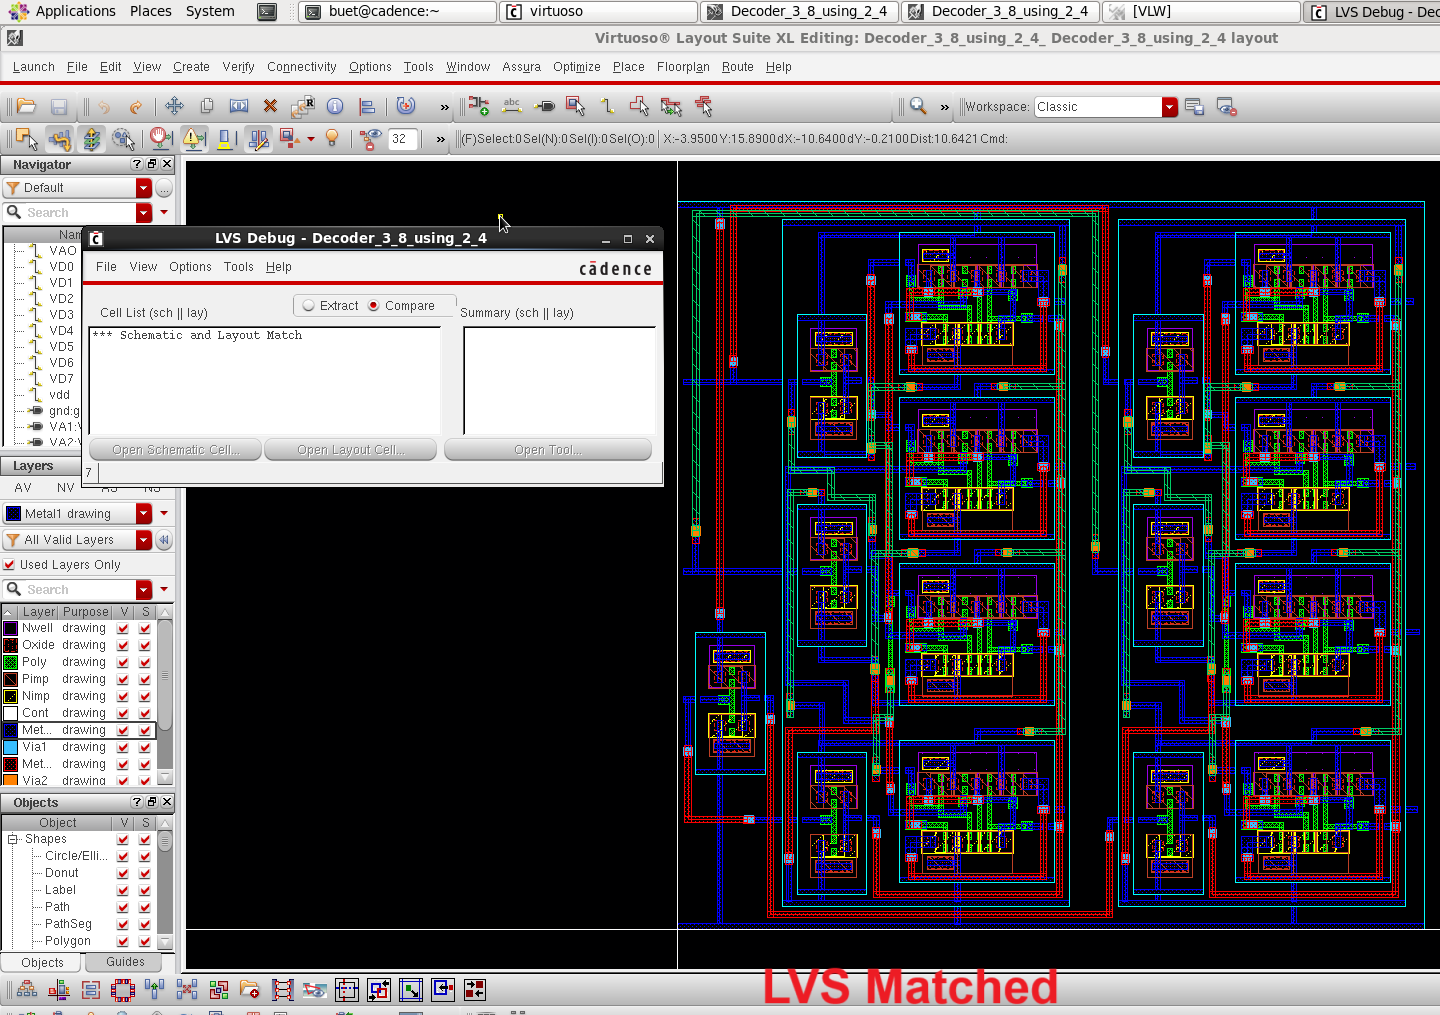 Applications Places System buet@cadence:~ virtuoso Decoder_3_8_using_2_4 Decoder_3_8_using_2_4 [VLW] LVS Debug - Dec
Virtuoso® Layout Suite XL Editing: Decoder_3_8_using_2_4_ Decoder_3_8_using_2_4 layout
Launch File Edit View Create Verify Connectivity Options Tools Window Assura Optimize Place Floorplan Route Help
abc R » » Workspace: Classic
32 » (F)Select:0 Sel(N):0 Sel(I):0 Sel(O):0 X:-3.9500 Y:15.8900 dX:-10.6400 dY:-0.2100 Dist:10.6421 Cmd:
Navigator
Default
Search
Nam
VA0
VD0
VD1
VD2
VD3
VD4
VD5
VD6
VD7
vdd
gnd:g
VA1:
VA2:
LVS Debug - Decoder_3_8_using_2_4
File View Options Tools Help cādence
Extract Compare
Cell List (sch || lay) Summary (sch || lay)
*** Schematic and Layout Match
Open Schematic Cell... Open Layout Cell... Open Tool...
7
Layers
AV NV AS NS
Metal1 drawing
All Valid Layers
Used Layers Only
Search
Layer Purpose V S
Nwell drawing
Oxide drawing
Poly drawing
Pimp drawing
Nimp drawing
Cont drawing
Met... drawing
Via1 drawing
Met... drawing
Via2 drawing
Objects
Object V S
Shapes
Circle/Elli...
Donut
Label
Path
PathSeg
Polygon
Objects Guides
LVS Matched